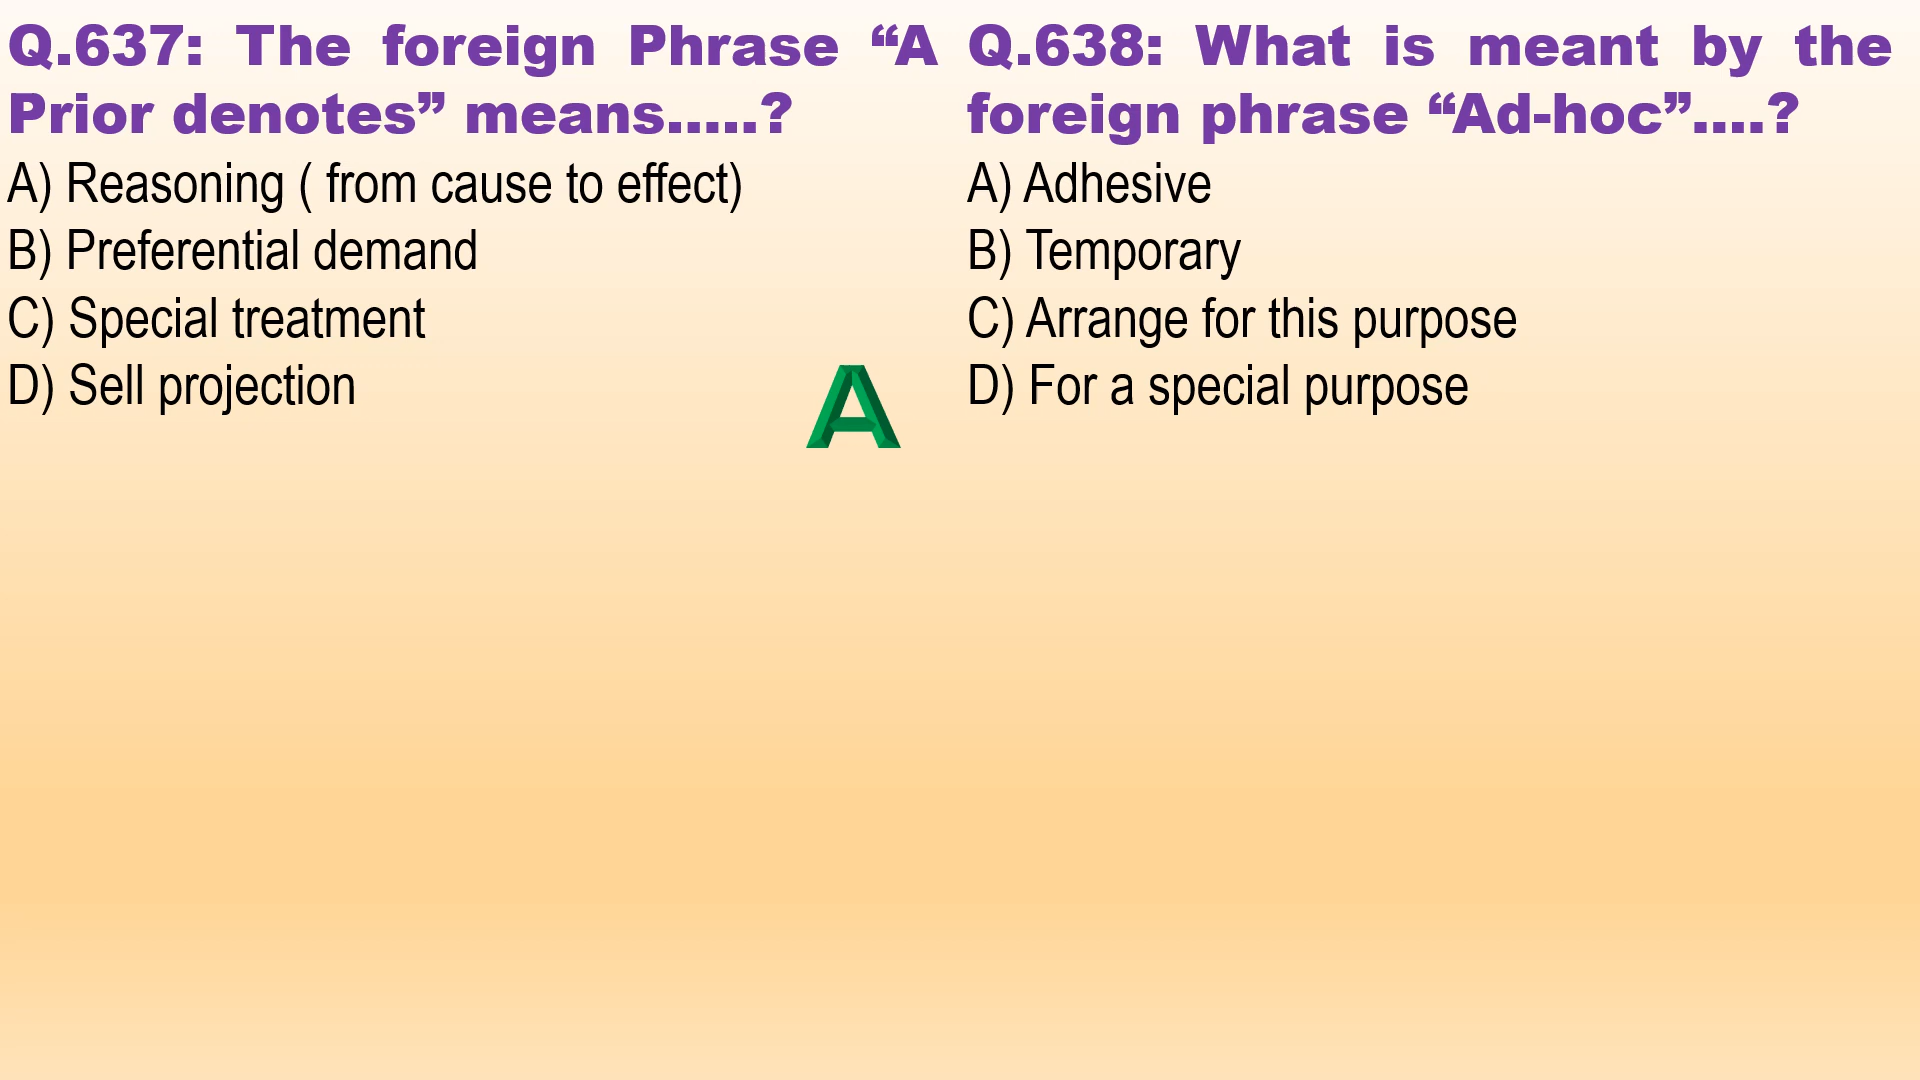 Q.637: The foreign Phrase “A
Prior denotes” means.....?
A) Reasoning ( from cause to effect)
B) Preferential demand
C) Special treatment
D) Sell projection
A
Q.638: What is meant by the
foreign phrase “Ad-hoc”....?
A) Adhesive
B) Temporary
C) Arrange for this purpose
D) For a special purpose